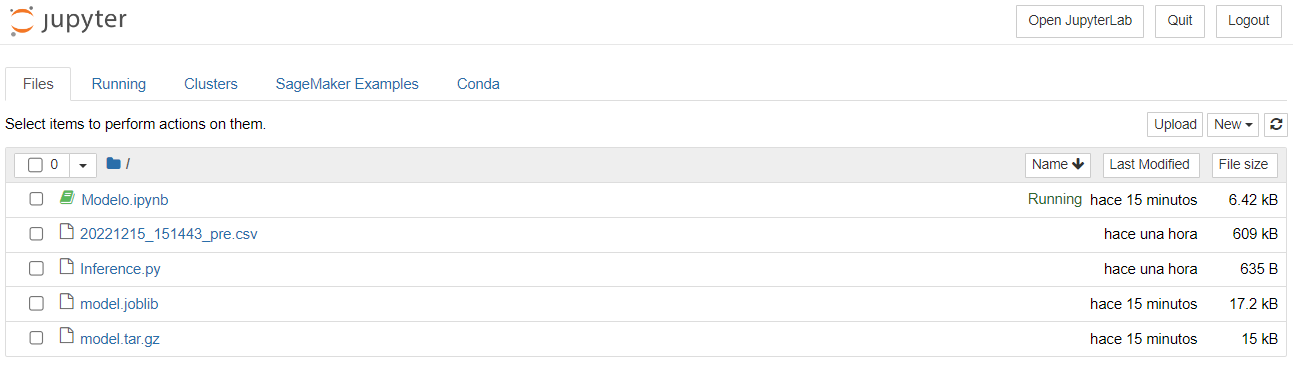 jupyter Open JupyterLab Quit Logout
Files Running Clusters SageMaker Examples Conda
Select items to perform actions on them. Upload New
0 / Name Last Modified File size
Modelo.ipynb Running hace 15 minutos 6.42 kB
20221215_151443_pre.csv hace una hora 609 kB
Inference.py hace una hora 635 B
model.joblib hace 15 minutos 17.2 kB
model.tar.gz hace 15 minutos 15 kB